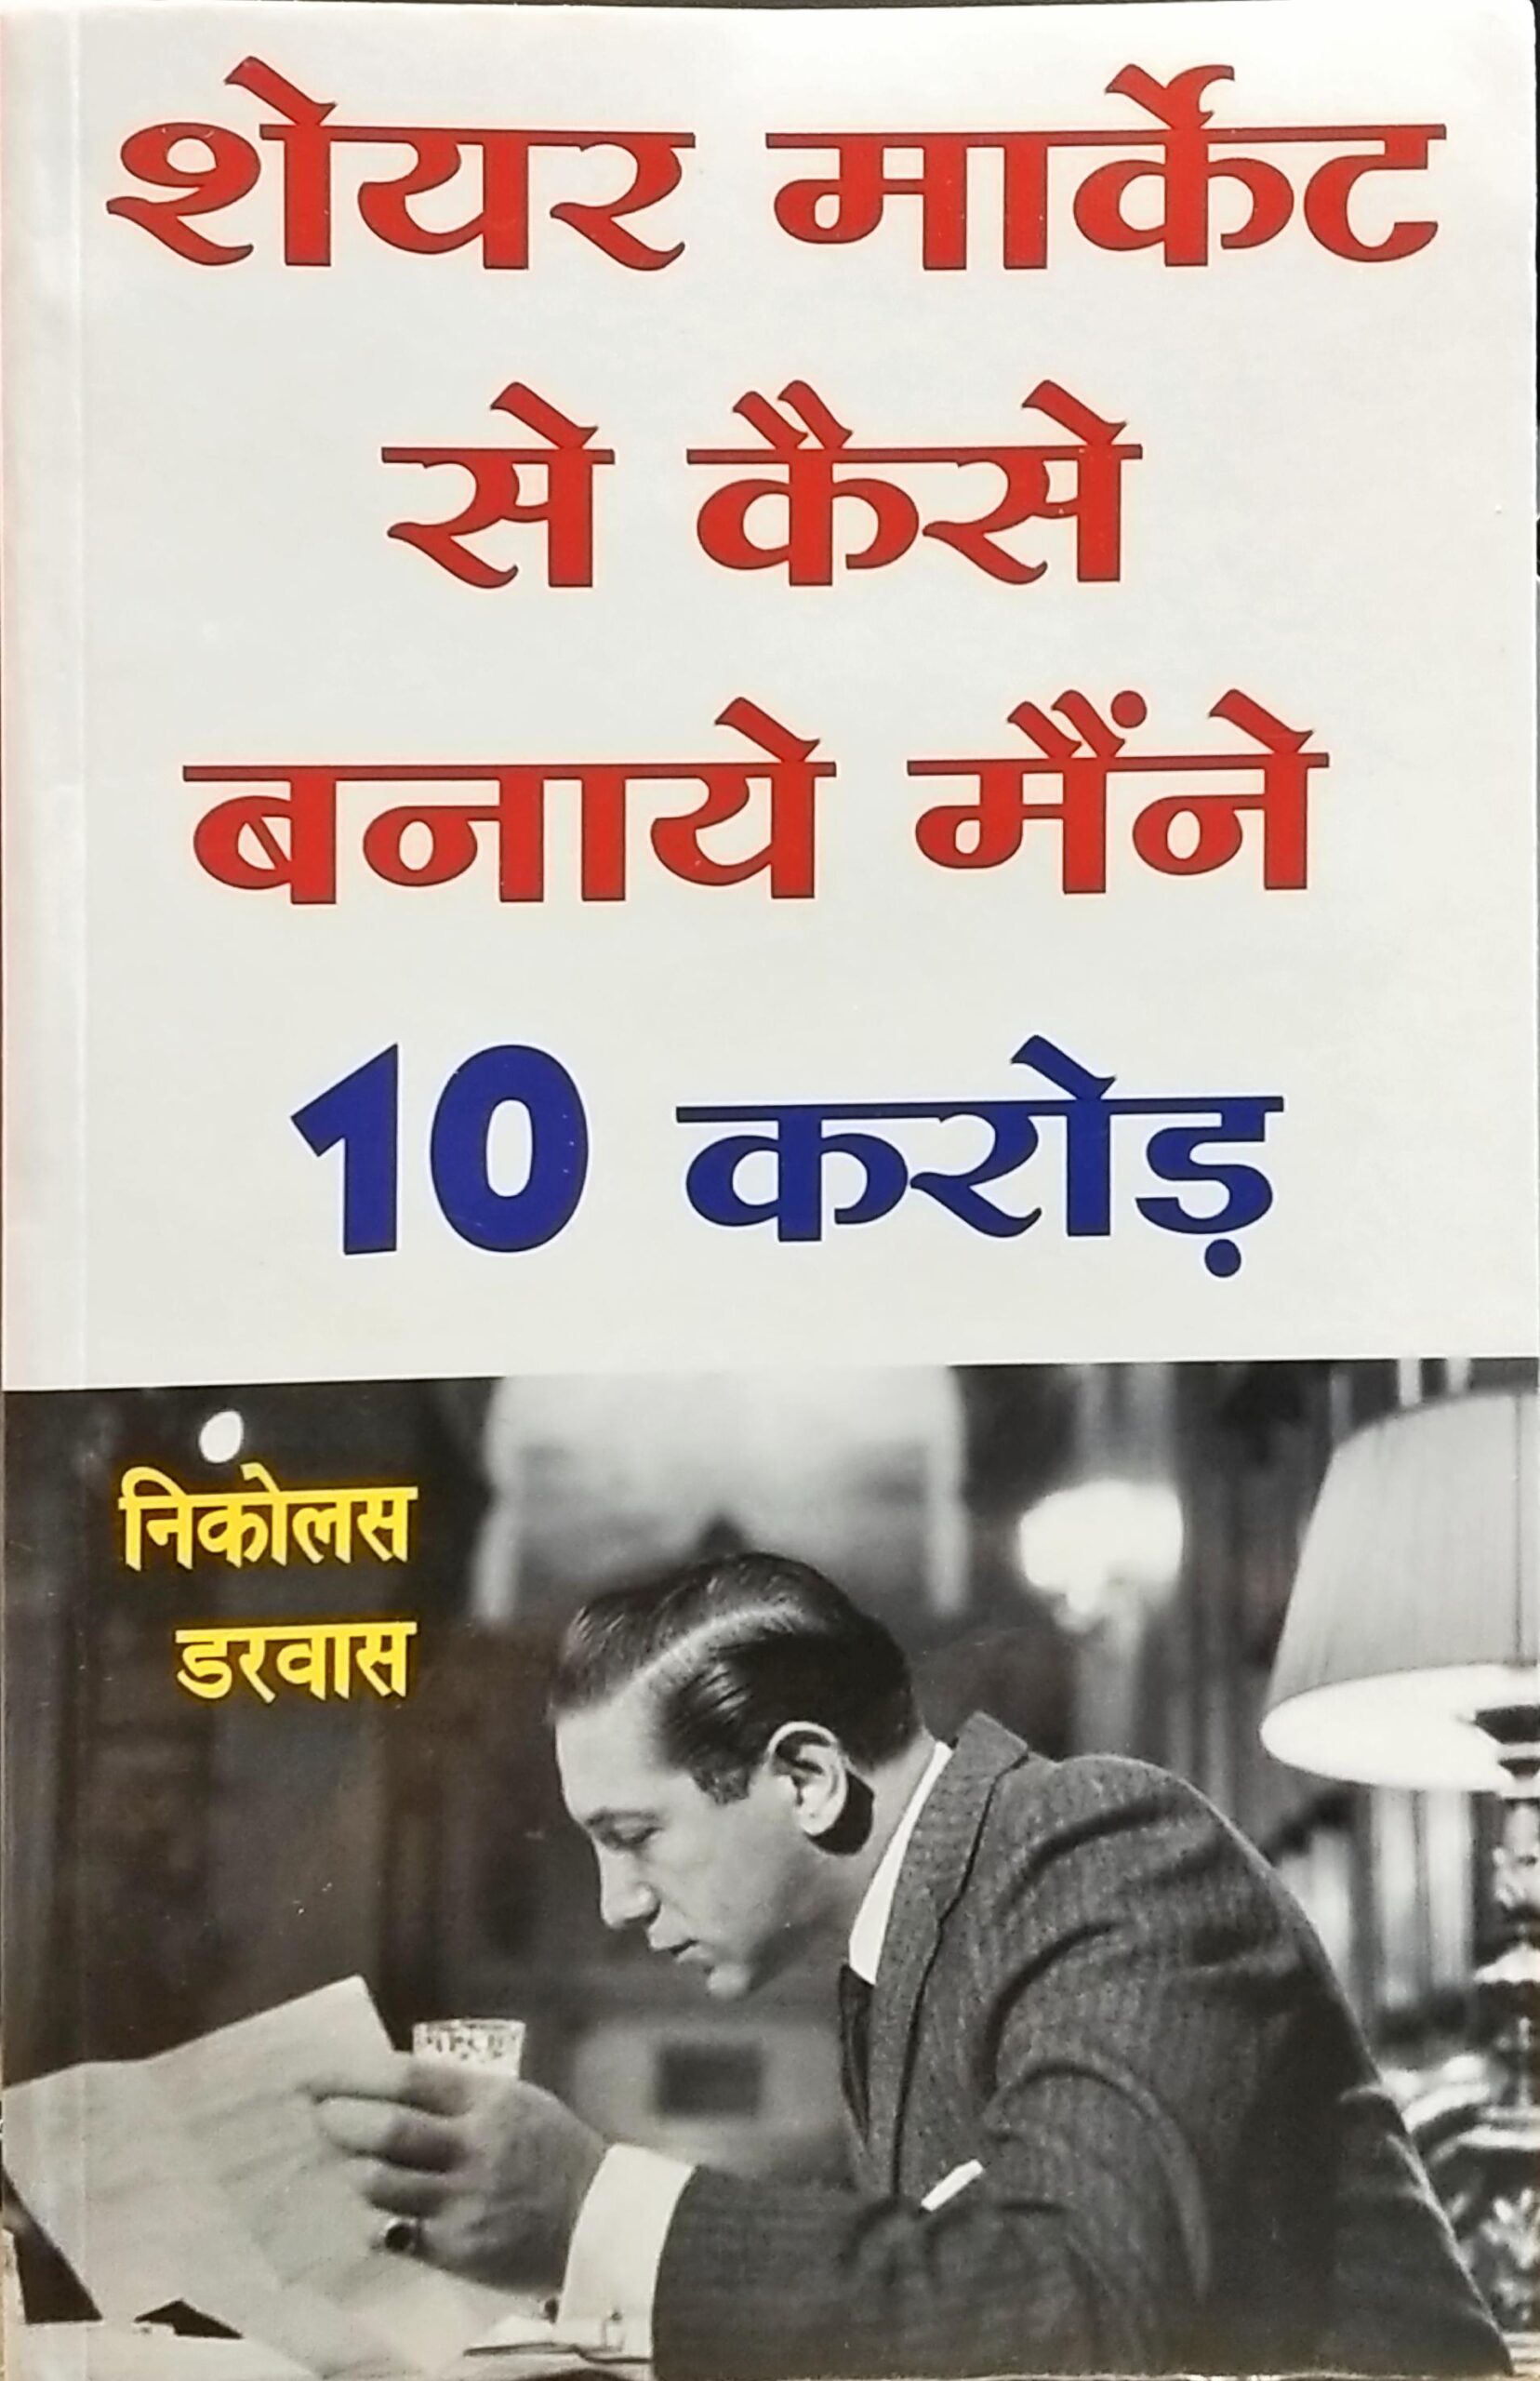 शेयर मार्केट
से कैसे
बनाये मैंने
10 करोड़
निकोलस
डरवास